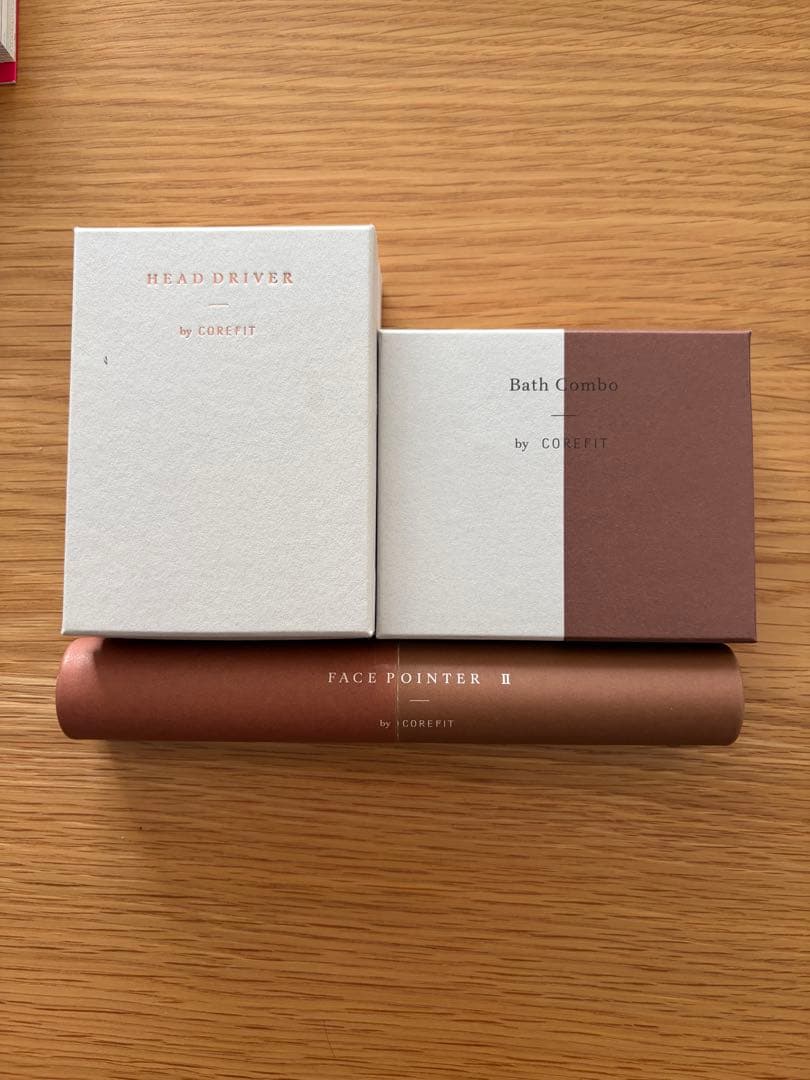 HEAD DRIVER
by COREFIT
Bath Combo
by COREFIT
FACE POINTER Ⅱ
by COREFIT